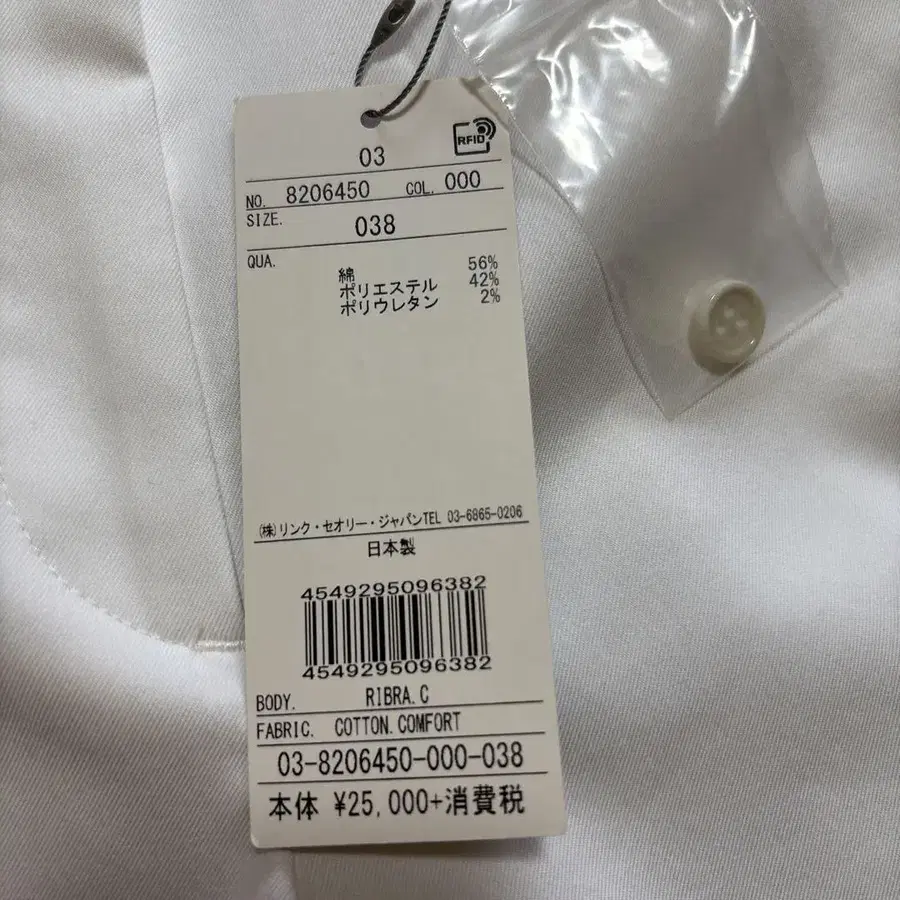 RFID
03
NO. 8206450 COL. 000
SIZE.
038
QUA.
綿 56%
ポリエステル 42%
ポリウレタン 2%
(株)リンク・セオリー・ジャパンTEL 03-6865-0206
日本製
4549295096382
4549295096382
BODY. RIBRA.C
FABRIC. COTTON.COMFORT
03-8206450-000-038
本体 ¥25,000+消費税